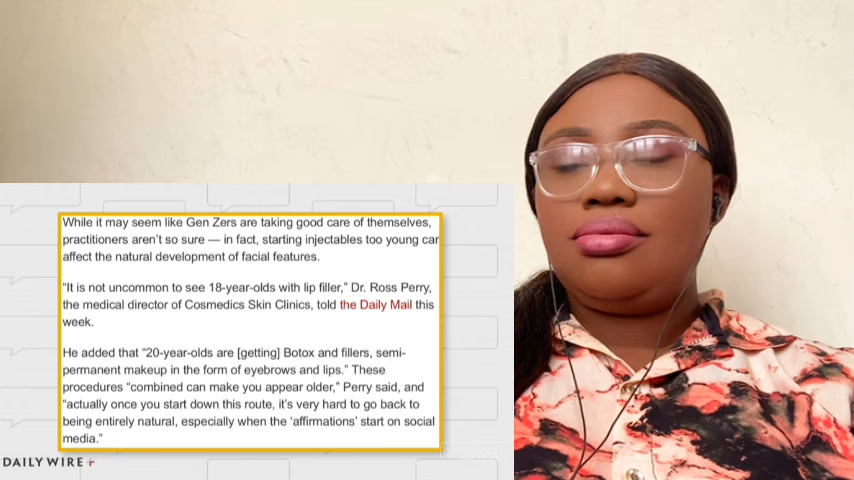 While it may seem like Gen Zers are taking good care of themselves,
practitioners aren't so sure — in fact, starting injectables too young car
affect the natural development of facial features.
“It is not uncommon to see 18-year-olds with lip filler,” Dr. Ross Perry,
the medical director of Cosmedics Skin Clinics, told the Daily Mail this
week.
He added that “20-year-olds are [getting] Botox and fillers, semi-
permanent makeup in the form of eyebrows and lips.” These
procedures “combined can make you appear older,” Perry said, and
“actually once you start down this route, it's very hard to go back to
being entirely natural, especially when the ‘affirmations’ start on social
media.”
DAILYWIRE+